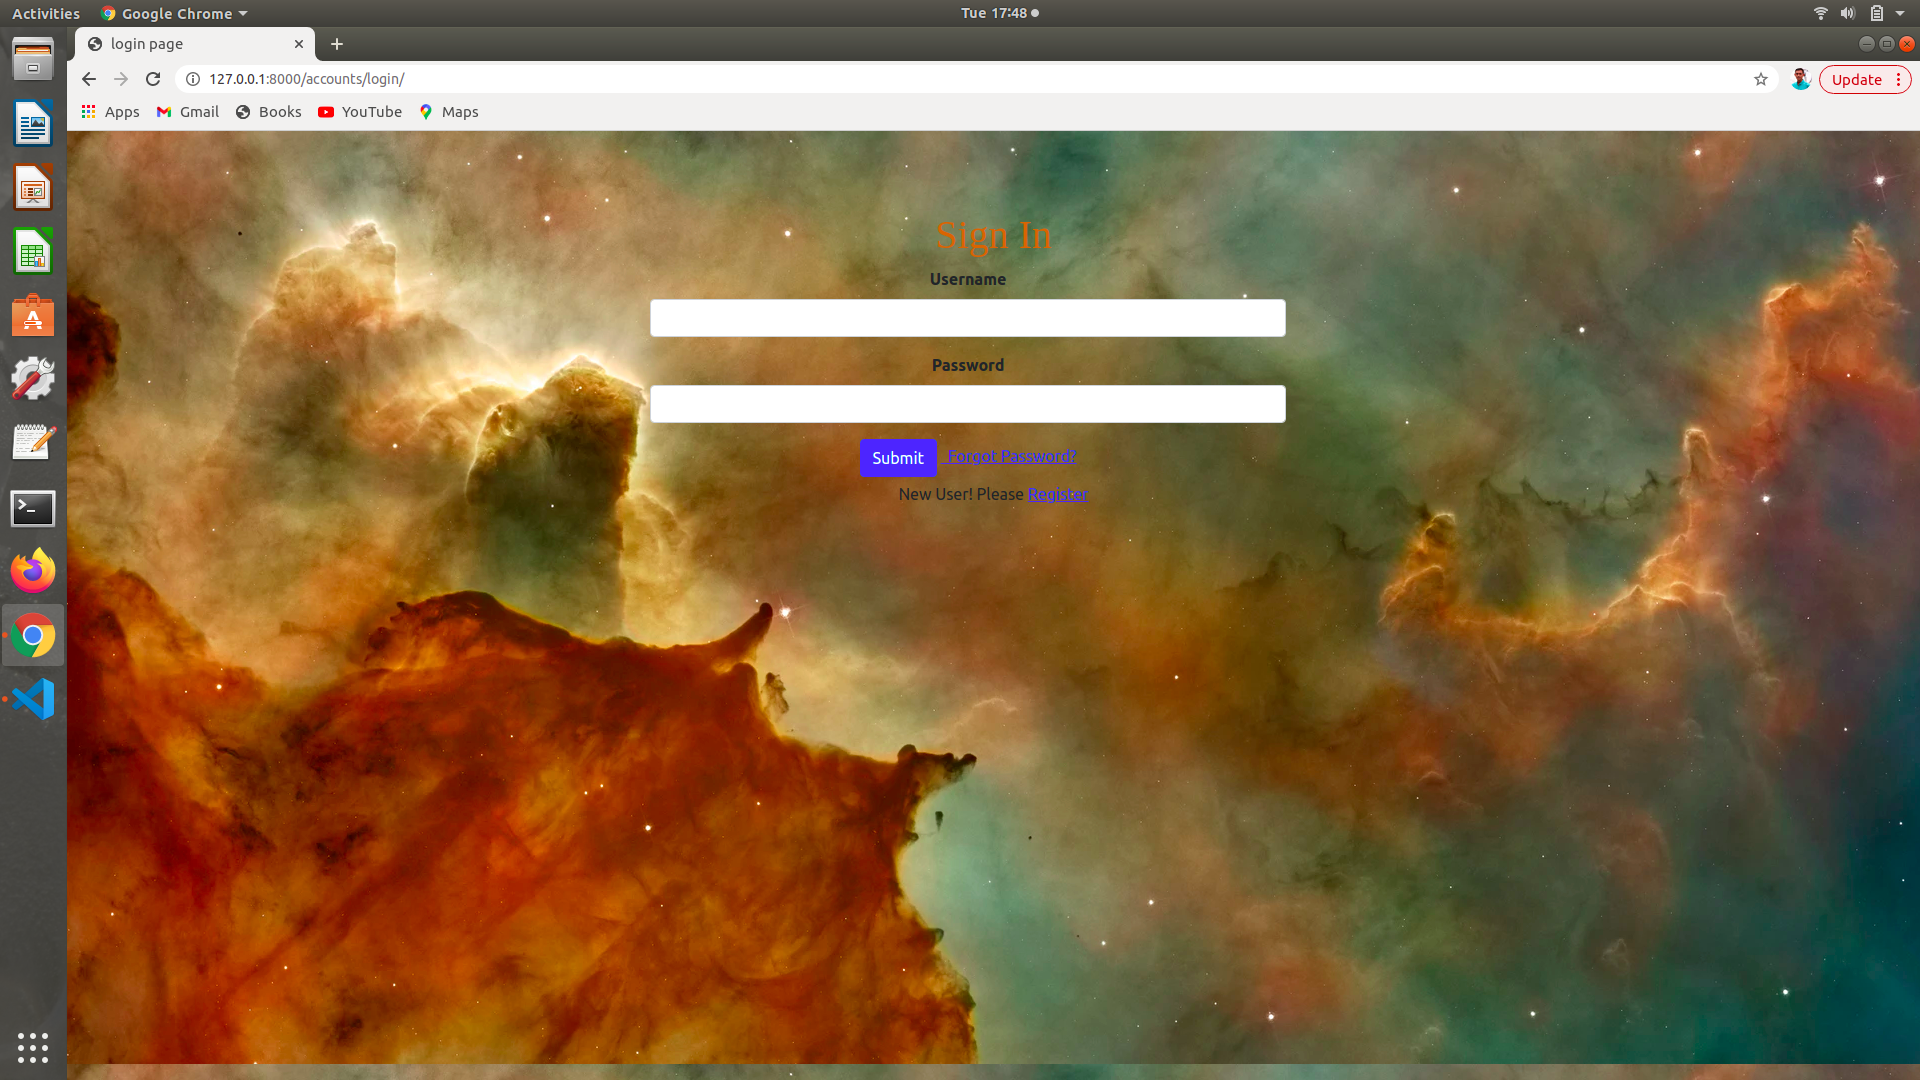 Activities Google Chrome Tue 17:48
login page
127.0.0.1:8000/accounts/login/ Update
Apps Gmail Books YouTube Maps
Sign In
Username
Password
Submit Forgot Password?
New User! Please Register